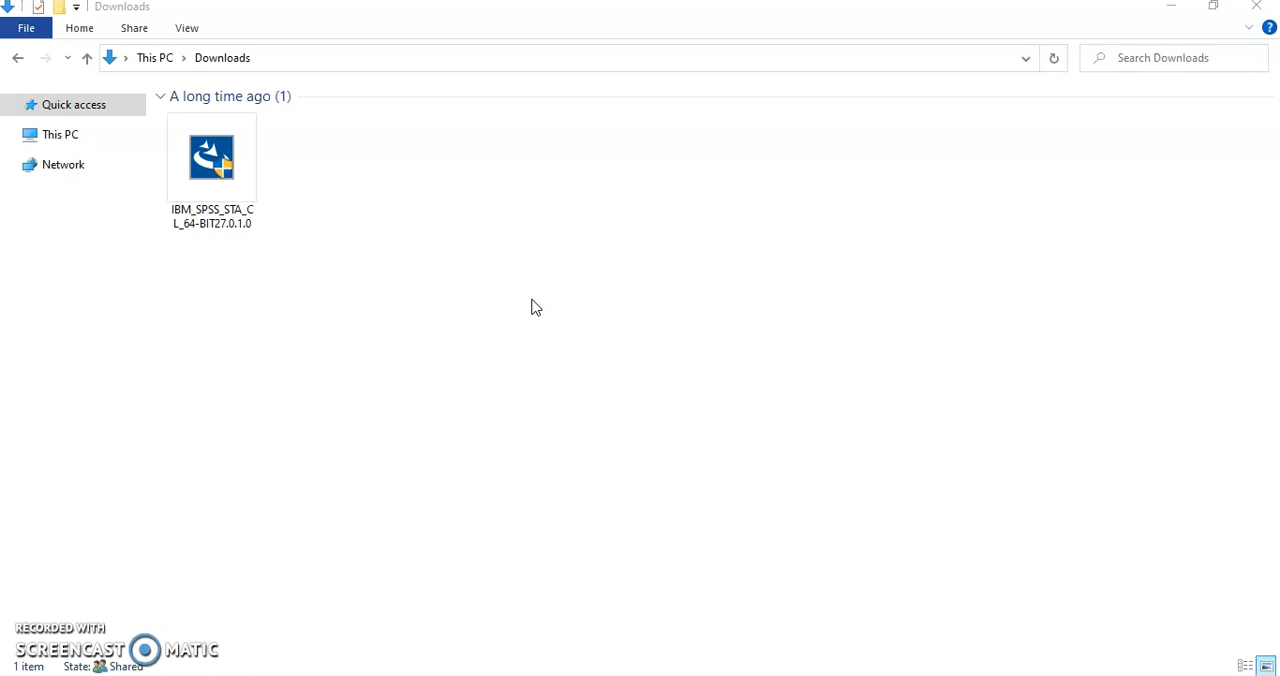 Downloads
File Home Share View
This PC Downloads Search Downloads
Quick access
This PC
Network
A long time ago (1)
IBM_SPSS_STA_C
L_64-BIT27.0.1.0
RECORDED WITH
SCREENCAST MATIC
1 item State: Shared